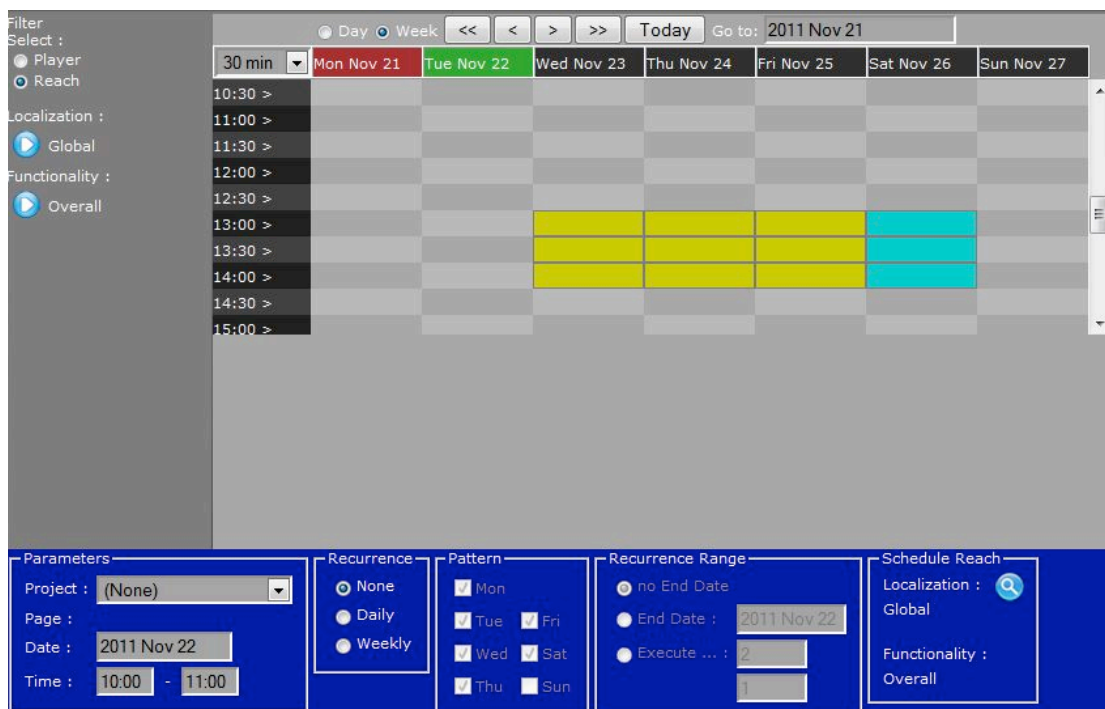 Filter
Select :
Player
Reach
Localization :
Global
Functionality :
Overall
Day Week << < > >> Today Go to: 2011 Nov 21
30 min Mon Nov 21 Tue Nov 22 Wed Nov 23 Thu Nov 24 Fri Nov 25 Sat Nov 26 Sun Nov 27
10:30 >
11:00 >
11:30 >
12:00 >
12:30 >
13:00 >
13:30 >
14:00 >
14:30 >
15:00 >
Parameters
Project : (None)
Page :
Date : 2011 Nov 22
Time : 10:00 - 11:00
Recurrence
None
Daily
Weekly
Pattern
Mon
Tue Fri
Wed Sat
Thu Sun
Recurrence Range
no End Date
End Date : 2011 Nov 22
Execute ... : 2
1
Schedule Reach
Localization :
Global
Functionality :
Overall